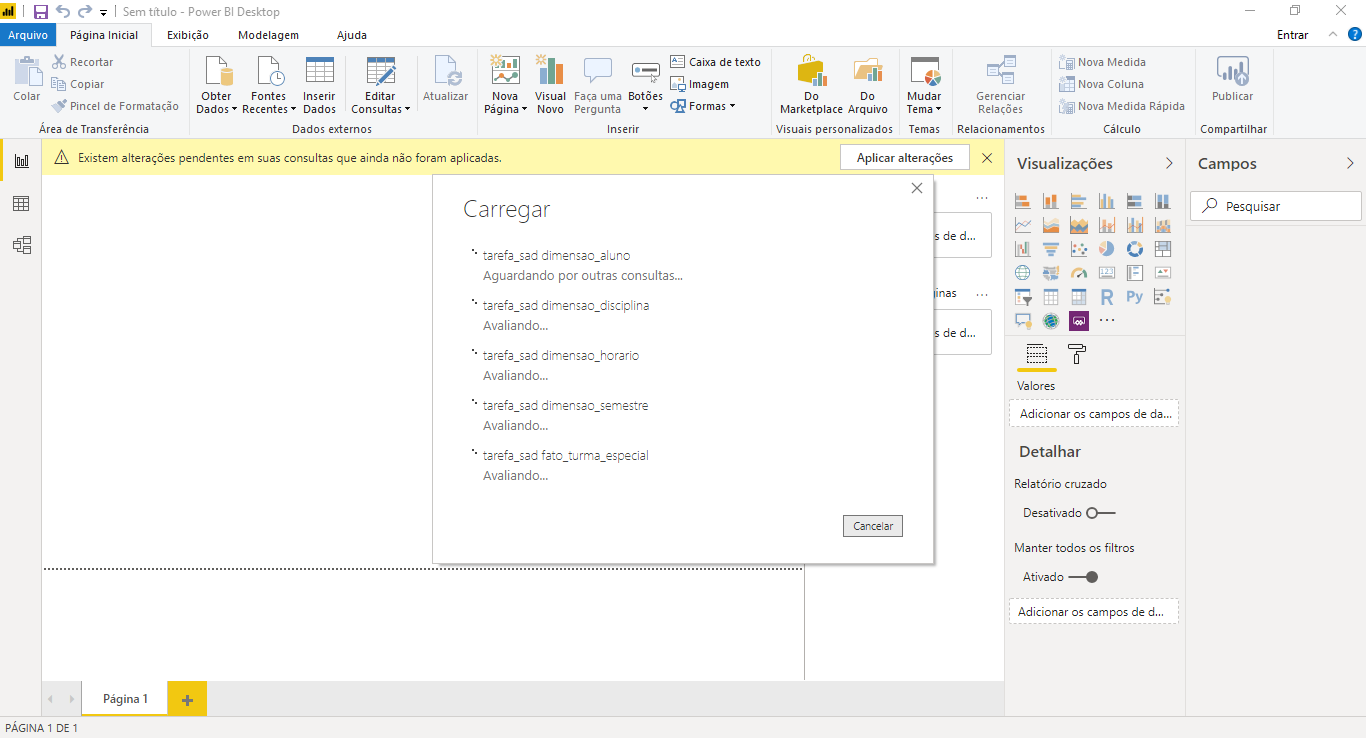 Sem título - Power BI Desktop
Arquivo
Página Inicial
Exibição
Modelagem
Ajuda
Entrar
?
Colar
Recortar
Copiar
Pincel de Formatação
Área de Transferência
Obter Dados
Fontes Recentes
Inserir Dados
Editar Consultas
Dados externos
Atualizar
Nova Página
Visual Novo
Faça uma Pergunta
Botões
Caixa de texto
Imagem
Formas
Inserir
Do Marketplace
Do Arquivo
Visuais personalizados
Mudar Tema
Temas
Gerenciar Relações
Relacionamentos
Nova Medida
Nova Coluna
Nova Medida Rápida
Cálculo
Publicar
Compartilhar
Existem alterações pendentes em suas consultas que ainda não foram aplicadas.
Aplicar alterações
Carregar
tarefa_sad dimensao_aluno
Aguardando por outras consultas...
tarefa_sad dimensao_disciplina
Avaliando...
tarefa_sad dimensao_horario
Avaliando...
tarefa_sad dimensao_semestre
Avaliando...
tarefa_sad fato_turma_especial
Avaliando...
Cancelar
...
s de d...
inas ...
s de d...
Visualizações
123
R
Py
...
Valores
Adicionar os campos de da...
Detalhar
Relatório cruzado
Desativado
Manter todos os filtros
Ativado
Adicionar os campos de d...
Campos
Pesquisar
Página 1
PÁGINA 1 DE 1